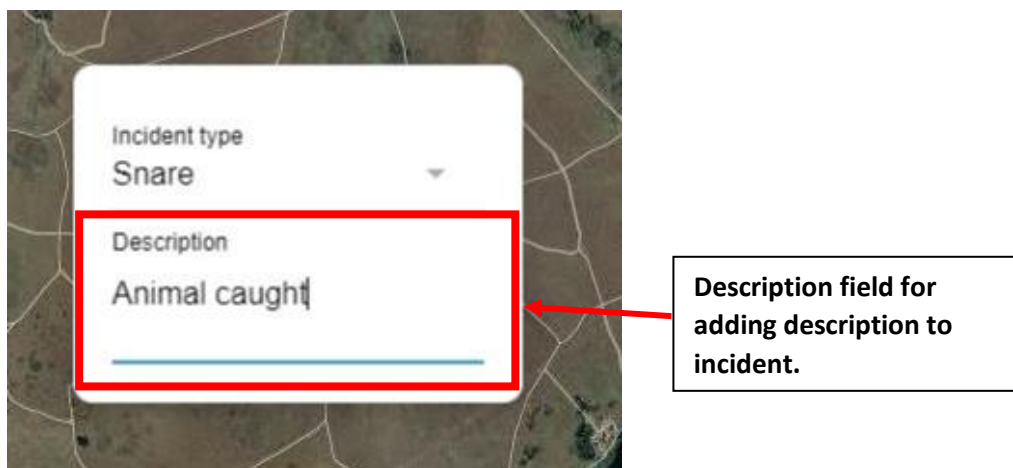 Incident type
Snare
Description
Animal caught
Description field for
adding description to
incident.